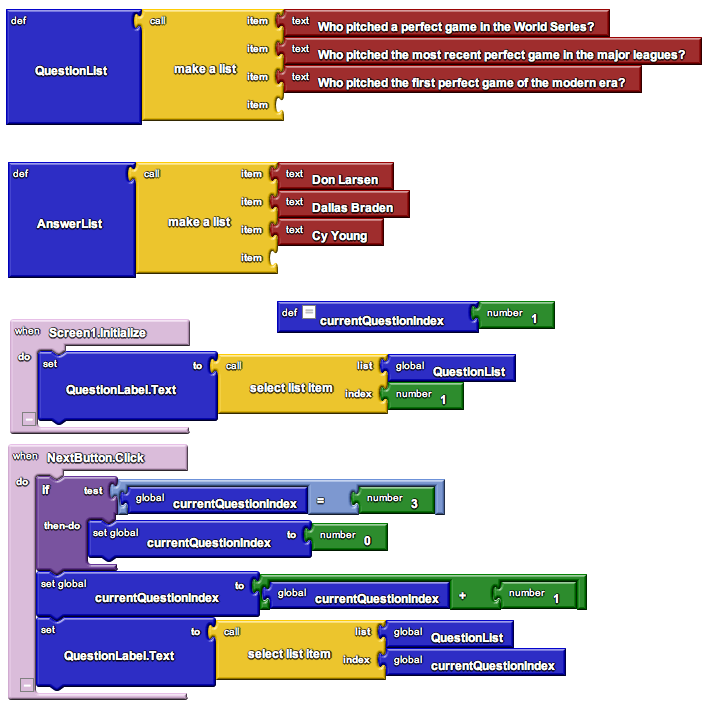 def QuestionList call make a list item text Who pitched a perfect game in the World Series?
item text Who pitched the most recent perfect game in the major leagues?
item text Who pitched the first perfect game of the modern era?
item
def AnswerList call make a list item text Don Larsen
item text Dallas Braden
item text Cy Young
item
def currentQuestionIndex number 1
when Screen1.Initialize
do set QuestionLabel.Text to call select list item list global QuestionList
index number 1
when NextButton.Click
do if test global currentQuestionIndex = number 3
then-do set global currentQuestionIndex to number 0
set global currentQuestionIndex to global currentQuestionIndex + number 1
set QuestionLabel.Text to call select list item list global QuestionList
index global currentQuestionIndex